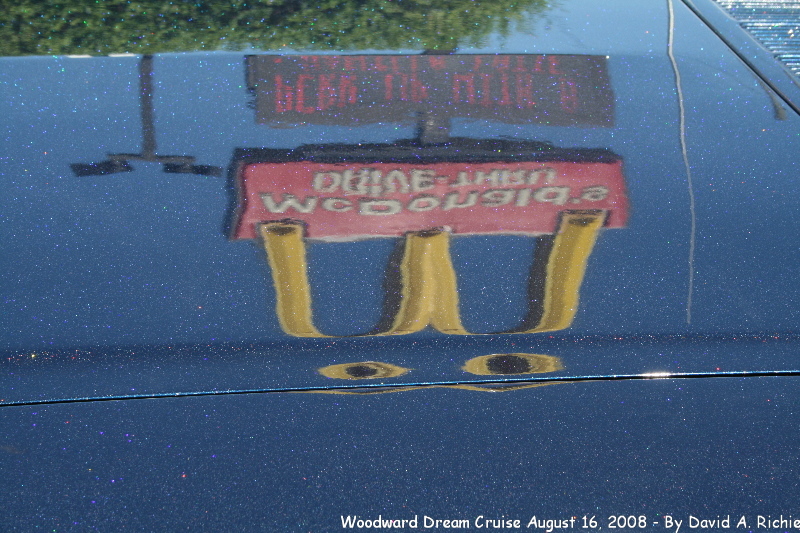 DRIVE-THRU
McDonald's
Woodward Dream Cruise August 16, 2008 - By David A. Richie